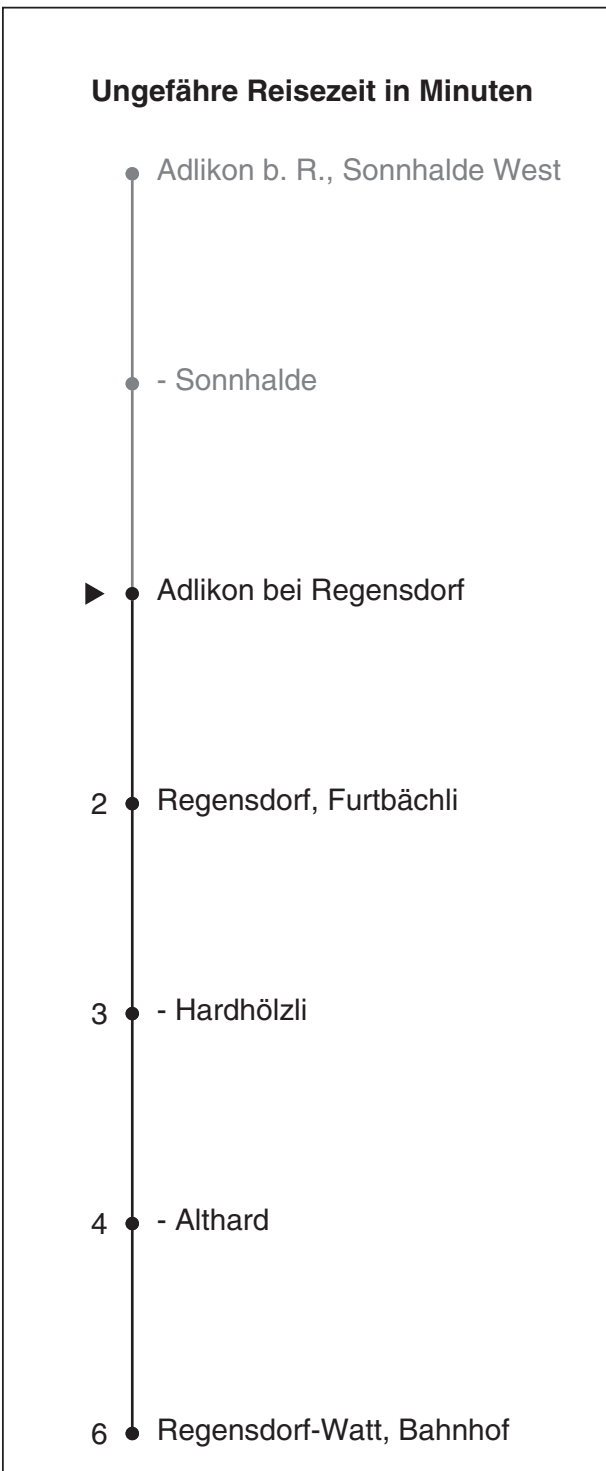 Ungefähre Reisezeit in Minuten
Adlikon b. R., Sonnhalde West
- Sonnhalde
Adlikon bei Regensdorf
2 Regensdorf, Furtbächli
3 - Hardhölzli
4 - Althard
6 Regensdorf-Watt, Bahnhof